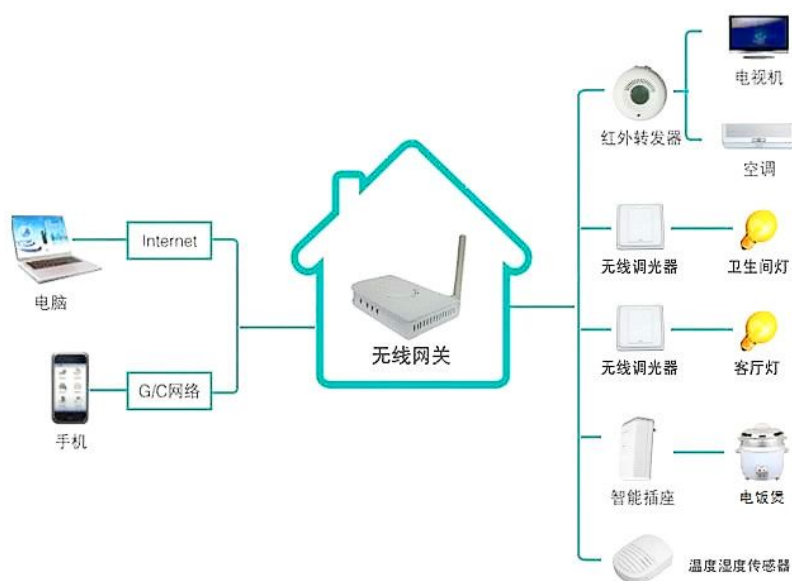 电视机
红外转发器
空调
Internet
电脑
无线调光器
卫生间灯
无线网关
无线调光器
客厅灯
G/C网络
手机
智能插座
电饭煲
温度湿度传感器